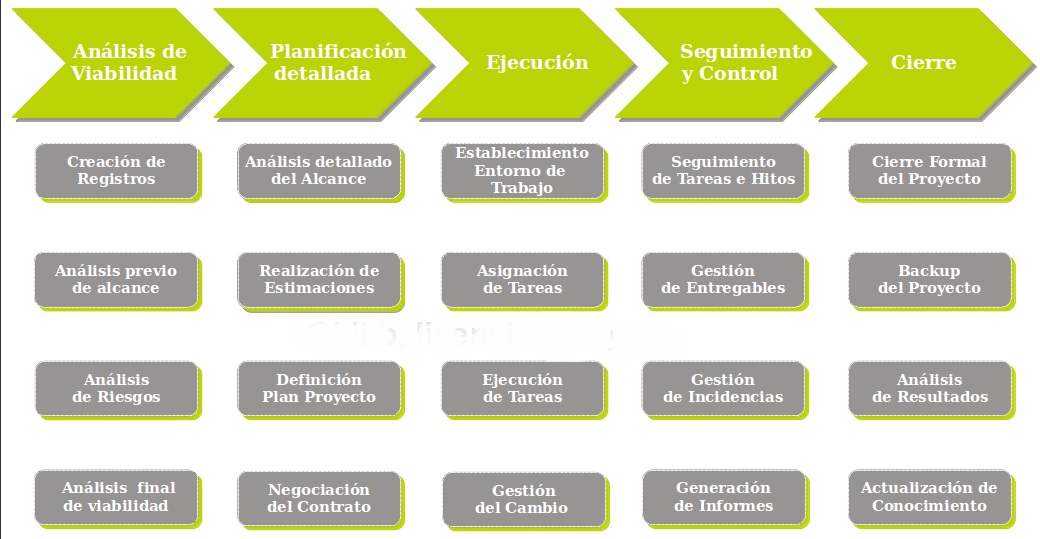 Análisis de
Viabilidad
Planificación
detallada
Ejecución
Seguimiento
y Control
Cierre
Creación de
Registros
Análisis detallado
del Alcance
Establecimiento
Entorno de
Trabajo
Seguimiento
de Tareas e Hitos
Cierre Formal
del Proyecto
Análisis previo
de alcance
Realización de
Estimaciones
Asignación
de Tareas
Gestión
de Entregables
Backup
del Proyecto
Análisis
de Riesgos
Definición
Plan Proyecto
Ejecución
de Tareas
Gestión
de Incidencias
Análisis
de Resultados
Análisis final
de viabilidad
Negociación
del Contrato
Gestión
del Cambio
Generación
de Informes
Actualización de
Conocimiento